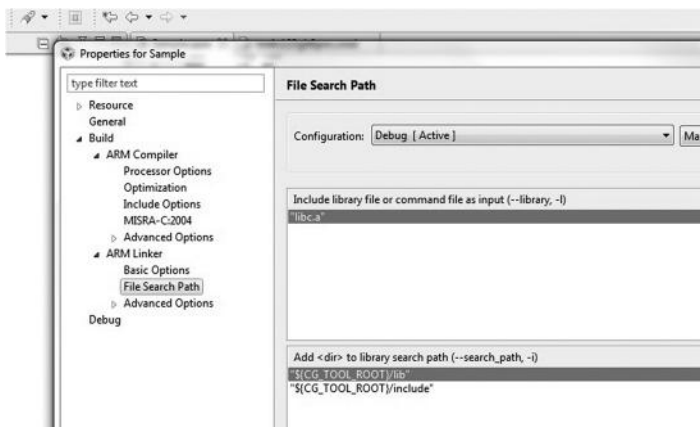 Properties for Sample
type filter text
Resource
General
Build
ARM Compiler
Processor Options
Optimization
Include Options
MISRA-C:2004
Advanced Options
ARM Linker
Basic Options
File Search Path
Advanced Options
Debug
File Search Path
Configuration:
Debug [ Active ]
Ma
Include library file or command file as input (--library, -l)
"libc.a"
Add <dir> to library search path (--search_path, -i)
"${CG_TOOL_ROOT}/lib"
"${CG_TOOL_ROOT}/include"